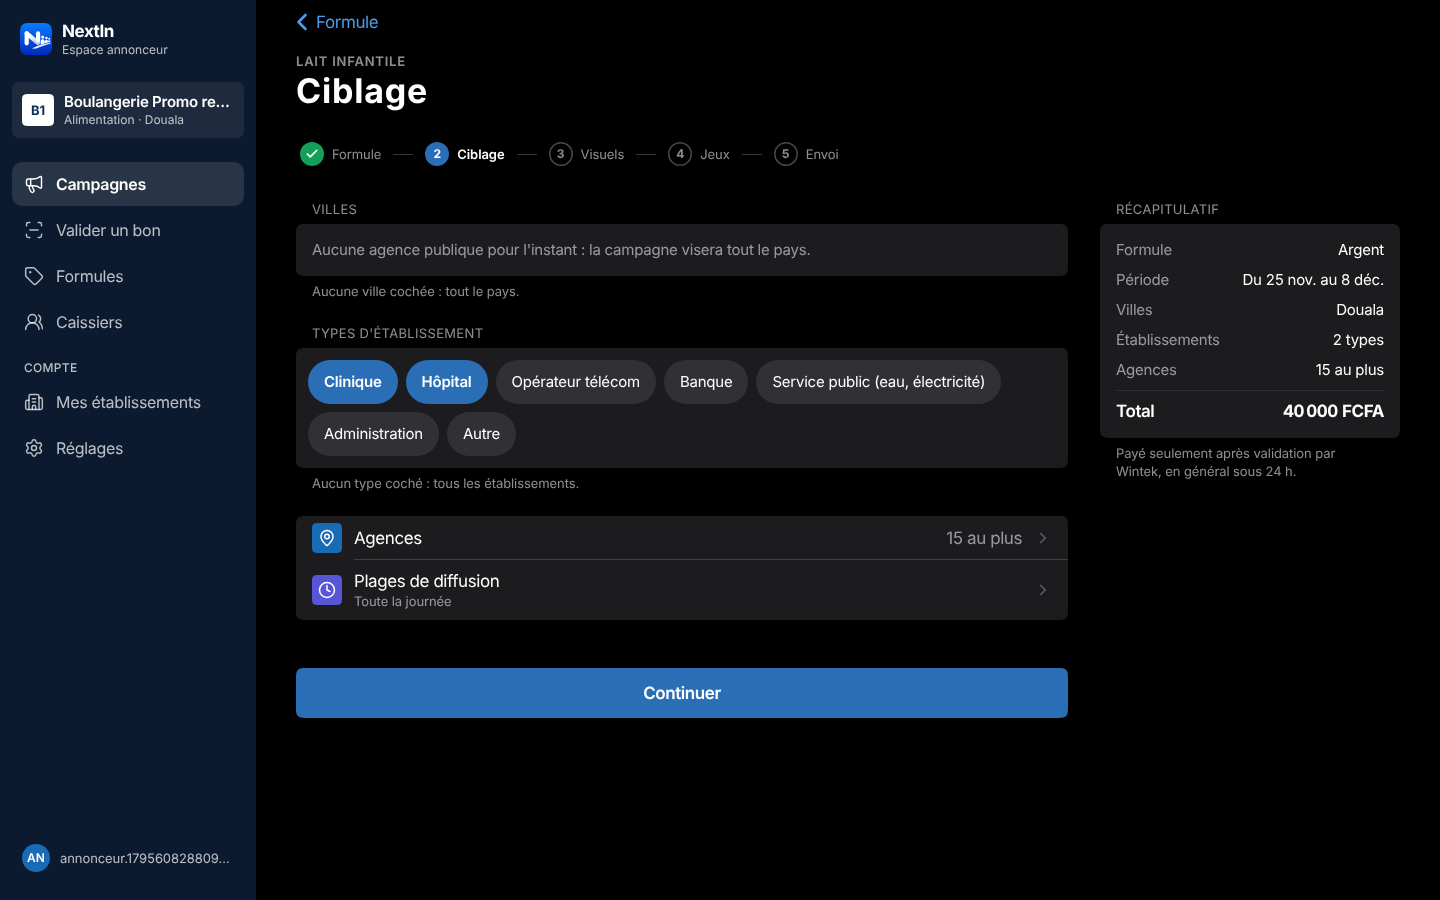 NextIn
Espace annonceur
B1
Boulangerie Promo re...
Alimentation · Douala
Campagnes
Valider un bon
Formules
Caissiers
COMPTE
Mes établissements
Réglages
AN
annonceur.179560828809...
Formule
LAIT INFANTILE
Ciblage
Formule
2 Ciblage
3 Visuels
4 Jeux
5 Envoi
VILLES
Aucune agence publique pour l'instant : la campagne visera tout le pays.
Aucune ville cochée : tout le pays.
TYPES D'ÉTABLISSEMENT
Clinique
Hôpital
Opérateur télécom
Banque
Service public (eau, électricité)
Administration
Autre
Aucun type coché : tous les établissements.
Agences
15 au plus
Plages de diffusion
Toute la journée
Continuer
RÉCAPITULATIF
Formule Argent
Période Du 25 nov. au 8 déc.
Villes Douala
Établissements 2 types
Agences 15 au plus
Total 40 000 FCFA
Payé seulement après validation par
Wintek, en général sous 24 h.